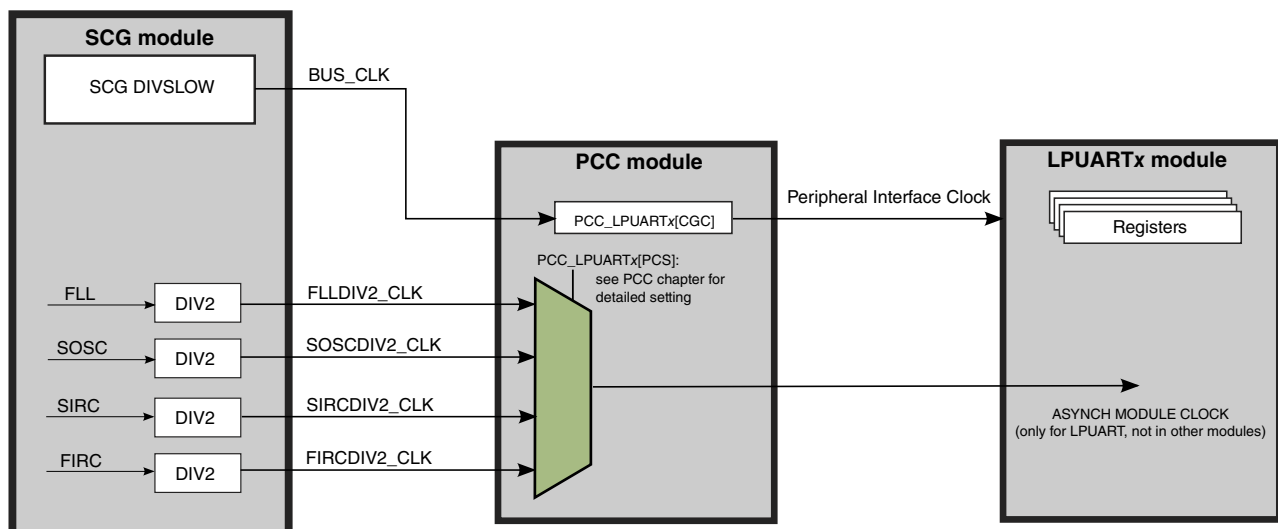 SCG module
SCG DIVSLOW
BUS_CLK
PCC module
LPUARTx module
PCC_LPUARTx[CGC]
Peripheral Interface Clock
Registers
PCC_LPUARTx[PCS]:
see PCC chapter for
detailed setting
FLL
DIV2
FLLDIV2_CLK
SOSC
DIV2
SOSCDIV2_CLK
SIRC
DIV2
SIRCDIV2_CLK
FIRC
DIV2
FIRCDIV2_CLK
ASYNCH MODULE CLOCK
(only for LPUART, not in other modules)